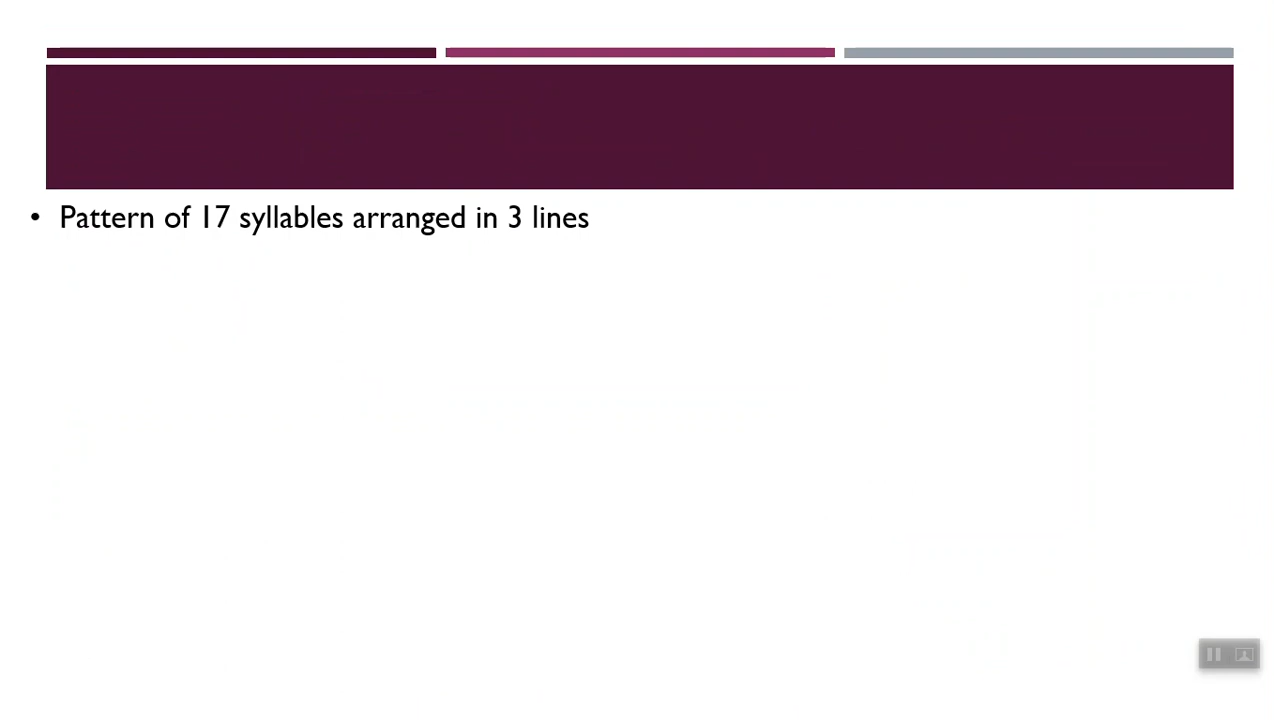 • Pattern of 17 syllables arranged in 3 lines